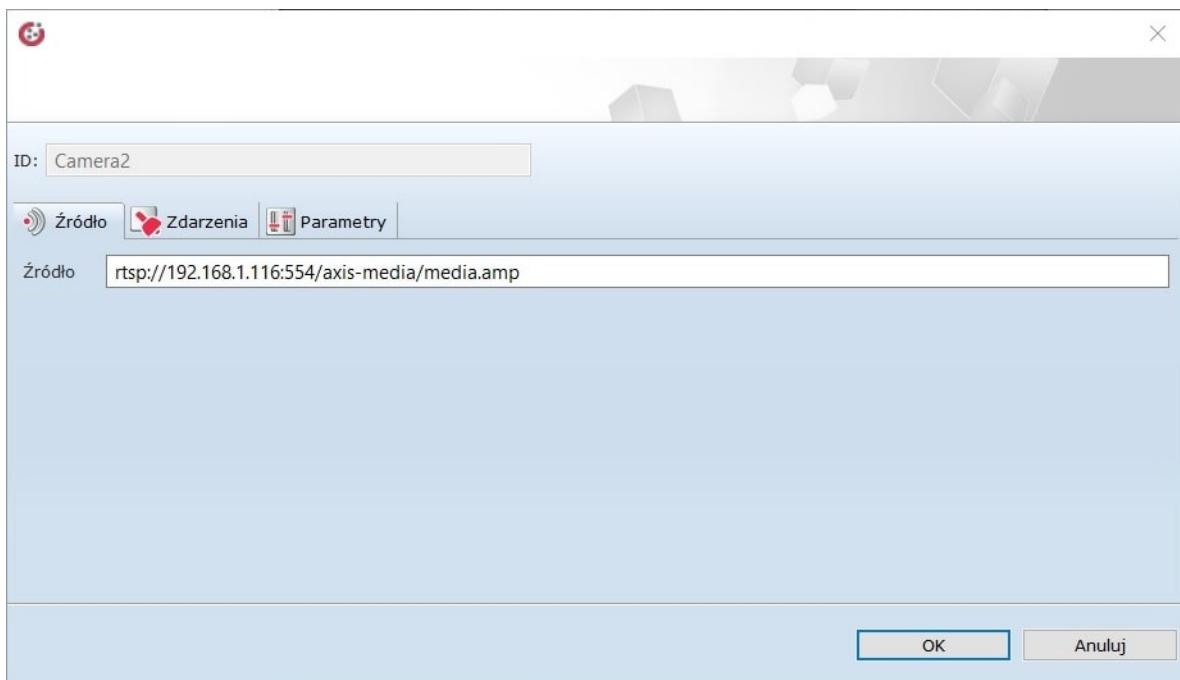 ID: Camera2
Źródło Zdarzenia Parametry
Źródło rtsp://192.168.1.116:554/axis-media/media.amp
OK Anuluj